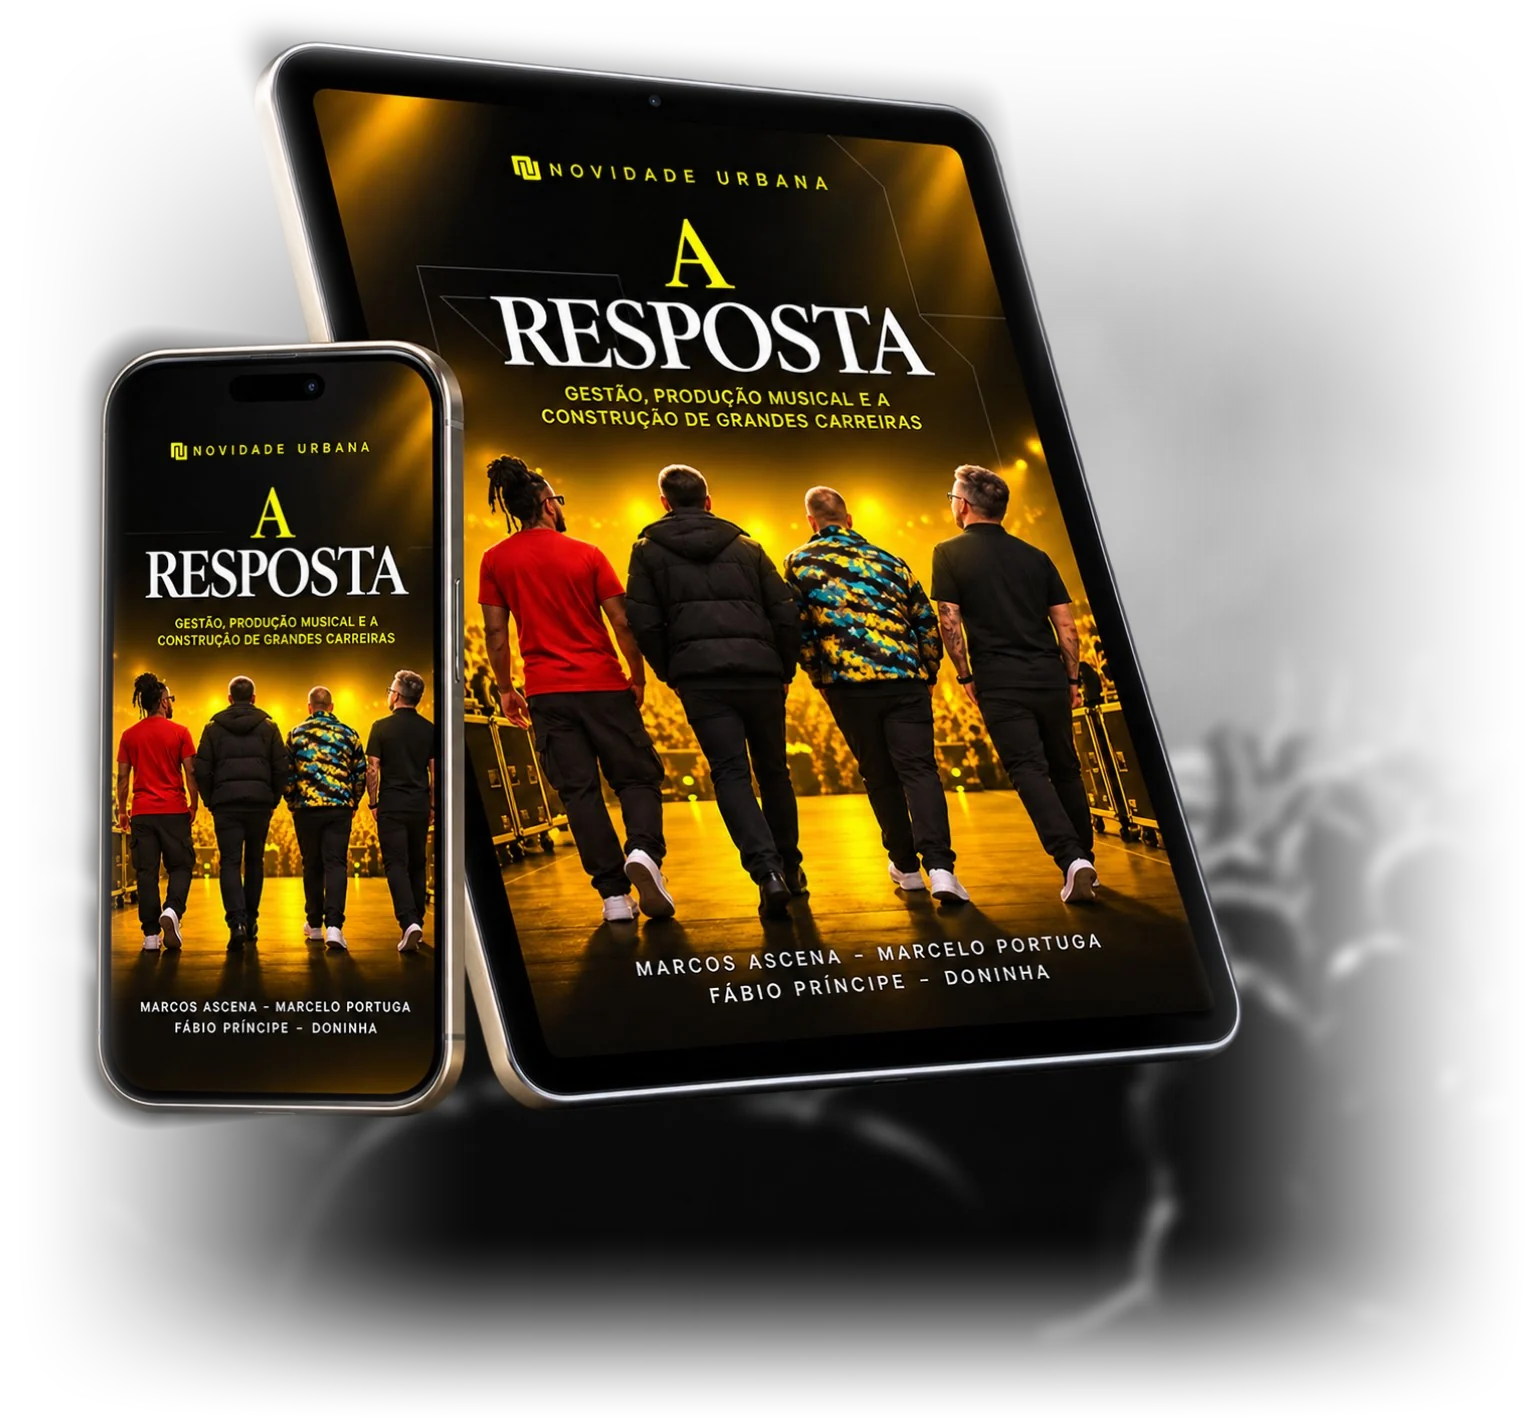 NOVIDADE URBANA
A
RESPOSTA
GESTÃO, PRODUÇÃO MUSICAL E A
CONSTRUÇÃO DE GRANDES CARREIRAS
MARCOS ASCENA - MARCELO PORTUGA
FÁBIO PRÍNCIPE - DONINHA
NOVIDADE URBANA
A
RESPOSTA
GESTÃO, PRODUÇÃO MUSICAL E A
CONSTRUÇÃO DE GRANDES CARREIRAS
MARCOS ASCENA - MARCELO PORTUGA
FÁBIO PRÍNCIPE - DONINHA